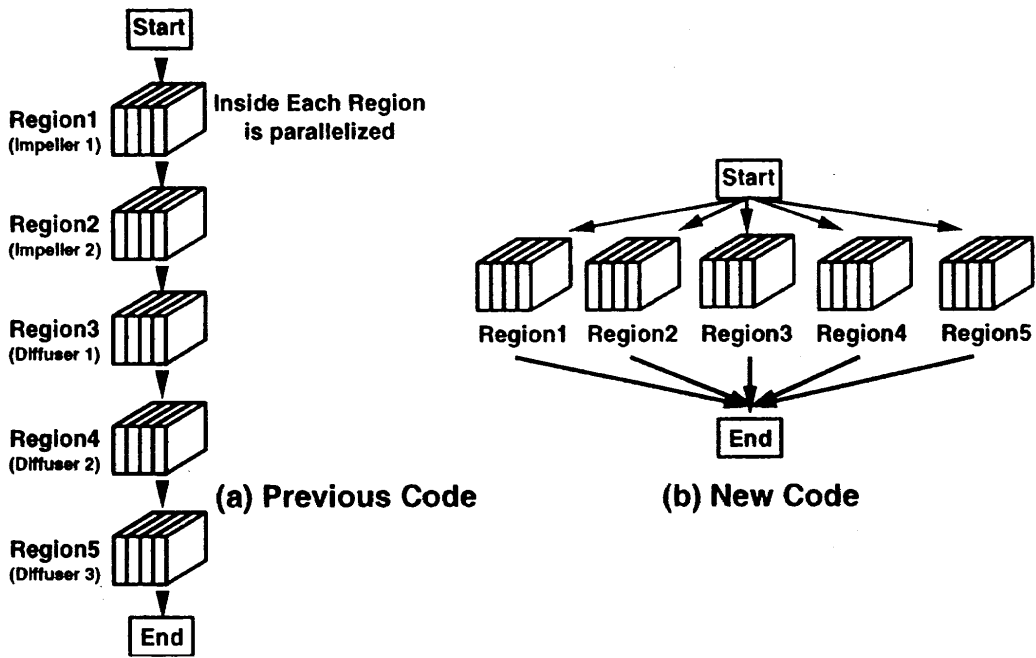 Start
Region1
(Impeller 1)
Inside Each Region
is parallelized
Region2
(Impeller 2)
Region3
(Diffuser 1)
Region4
(Diffuser 2)
Region5
(Diffuser 3)
End
(a) Previous Code
Start
Region1
Region2
Region3
Region4
Region5
End
(b) New Code